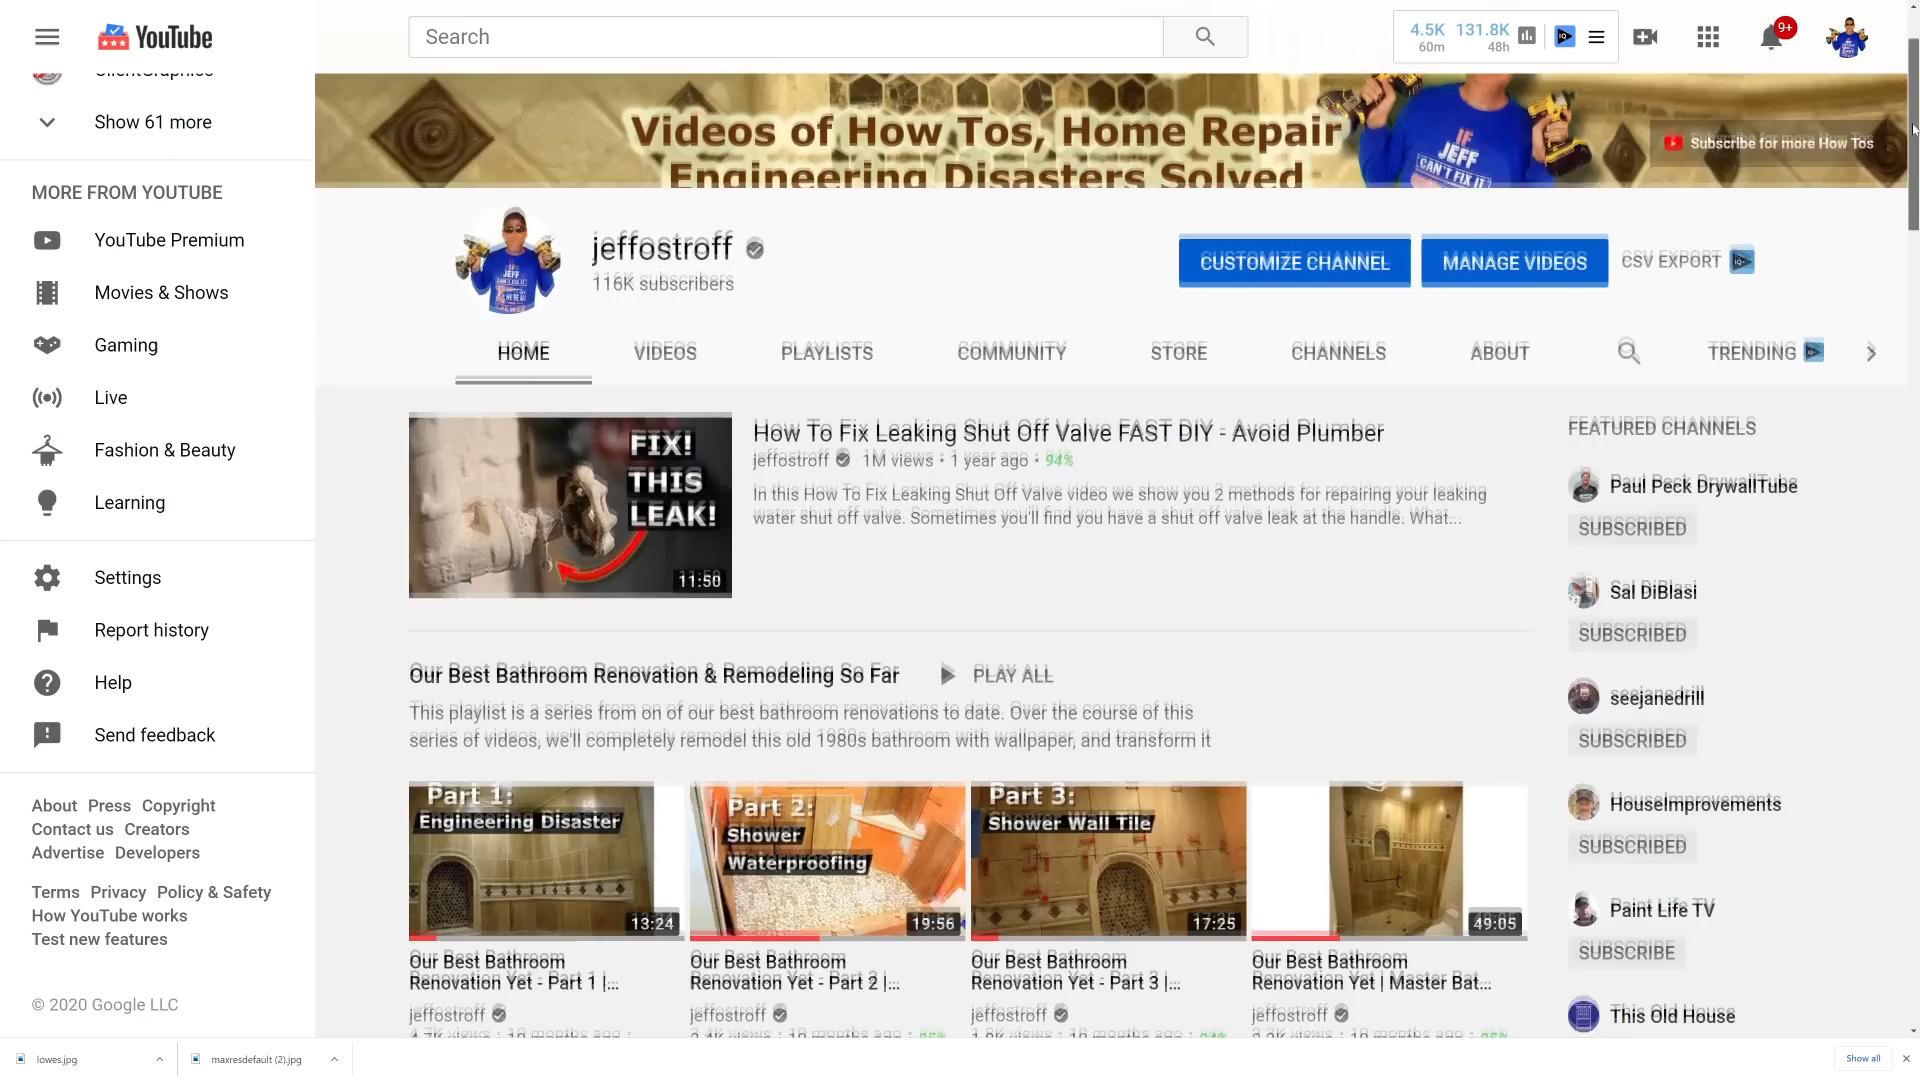 YouTube
Search
4.5K 131.8K
60m 48h
9+
Show 61 more
MORE FROM YOUTUBE
YouTube Premium
Movies & Shows
Gaming
Live
Fashion & Beauty
Learning
Settings
Report history
Help
Send feedback
About Press Copyright
Contact us Creators
Advertise Developers
Terms Privacy Policy & Safety
How YouTube works
Test new features
© 2020 Google LLC
Videos of How Tos, Home Repair
Engineering Disasters Solved
IF
JEFF
CAN'T FIX IT
Subscribe for more How Tos
jeffostroff
116K subscribers
CUSTOMIZE CHANNEL
MANAGE VIDEOS
CSV EXPORT
HOME VIDEOS PLAYLISTS COMMUNITY STORE CHANNELS ABOUT TRENDING
FIX!
THIS
LEAK!
11:50
How To Fix Leaking Shut Off Valve FAST DIY - Avoid Plumber
jeffostroff 1M views • 1 year ago • 94%
In this How To Fix Leaking Shut Off Valve video we show you 2 methods for repairing your leaking
water shut off valve. Sometimes you'll find you have a shut off valve leak at the handle. What...
Our Best Bathroom Renovation & Remodeling So Far
PLAY ALL
This playlist is a series from on of our best bathroom renovations to date. Over the course of this
series of videos, we'll completely remodel this old 1980s bathroom with wallpaper, and transform it
Part 1:
Engineering Disaster
13:24
Our Best Bathroom
Renovation Yet - Part 1 |...
jeffostroff
Part 2:
Shower
Waterproofing
19:56
Our Best Bathroom
Renovation Yet - Part 2 |...
jeffostroff
Part 3:
Shower Wall Tile
17:25
Our Best Bathroom
Renovation Yet - Part 3 |...
jeffostroff
49:05
Our Best Bathroom
Renovation Yet | Master Bat...
jeffostroff
FEATURED CHANNELS
Paul Peck DrywallTube
SUBSCRIBED
Sal DiBlasi
SUBSCRIBED
seejanedrill
SUBSCRIBED
HouseImprovements
SUBSCRIBED
Paint Life TV
SUBSCRIBE
This Old House
lowes.jpg
maxresdefault (2).jpg
Show all